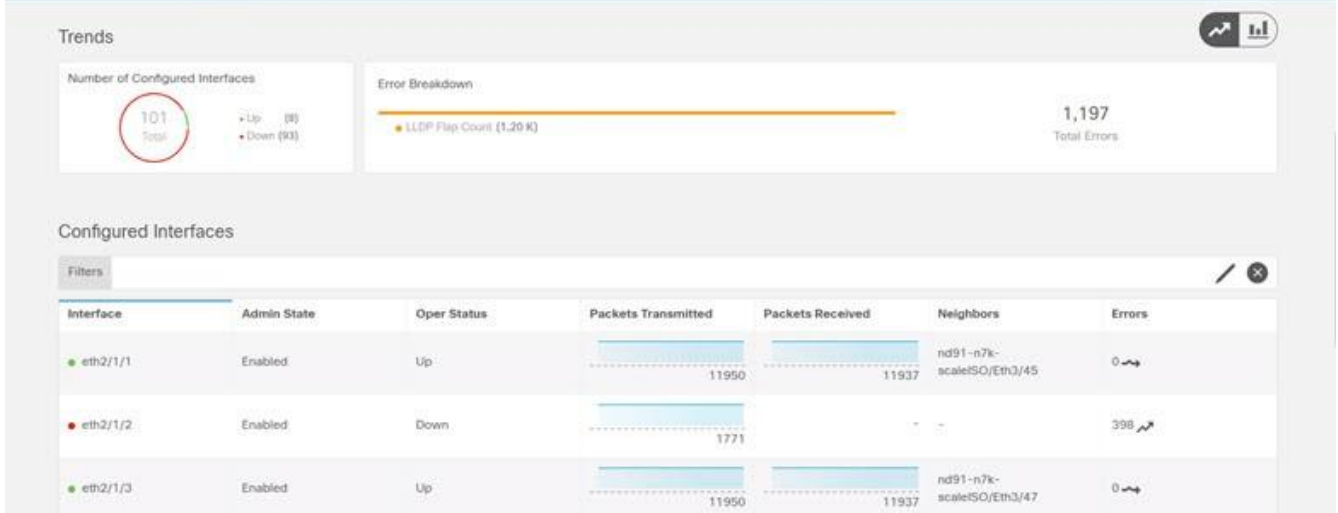 Trends
Number of Configured Interfaces
101
Total
Up (8)
Down (93)
Error Breakdown
LLDP Flap Count (1.20 K)
1,197
Total Errors
Configured Interfaces
Filters
Interface Admin State Oper Status Packets Transmitted Packets Received Neighbors Errors
eth2/1/1 Enabled Up 11950 11937 nd91-n7k-
scaleISO/Eth3/45 0
eth2/1/2 Enabled Down 1771 - - 398
eth2/1/3 Enabled Up 11950 11937 nd91-n7k-
scaleISO/Eth3/47 0